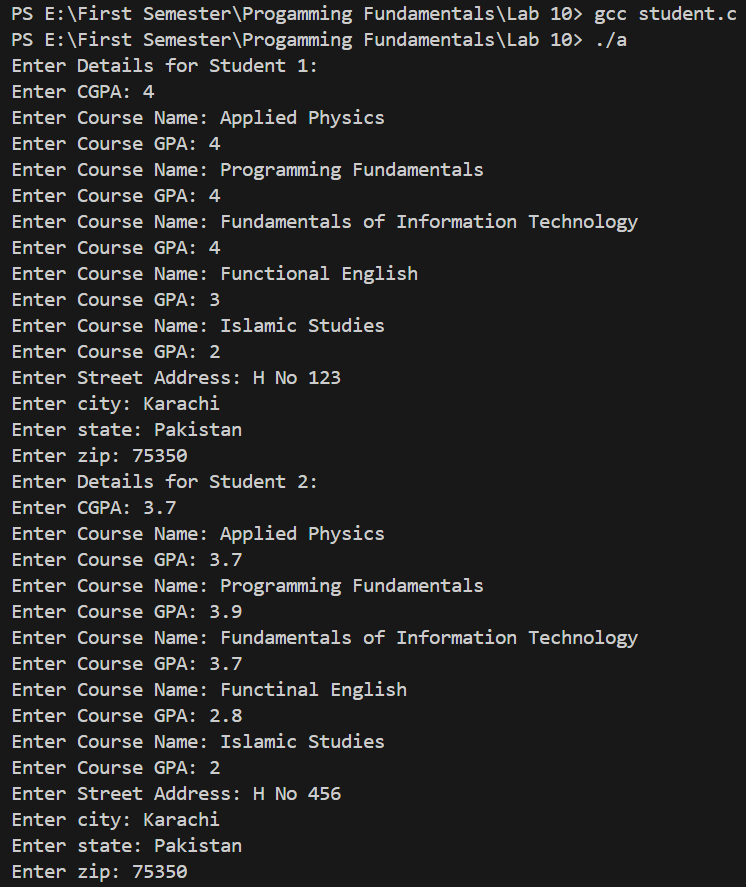 PS E:\First Semester\Progamming Fundamentals\Lab 10> gcc student.c
PS E:\First Semester\Progamming Fundamentals\Lab 10> ./a
Enter Details for Student 1:
Enter CGPA: 4
Enter Course Name: Applied Physics
Enter Course GPA: 4
Enter Course Name: Programming Fundamentals
Enter Course GPA: 4
Enter Course Name: Fundamentals of Information Technology
Enter Course GPA: 4
Enter Course Name: Functional English
Enter Course GPA: 3
Enter Course Name: Islamic Studies
Enter Course GPA: 2
Enter Street Address: H No 123
Enter city: Karachi
Enter state: Pakistan
Enter zip: 75350
Enter Details for Student 2:
Enter CGPA: 3.7
Enter Course Name: Applied Physics
Enter Course GPA: 3.7
Enter Course Name: Programming Fundamentals
Enter Course GPA: 3.9
Enter Course Name: Fundamentals of Information Technology
Enter Course GPA: 3.7
Enter Course Name: Functinal English
Enter Course GPA: 2.8
Enter Course Name: Islamic Studies
Enter Course GPA: 2
Enter Street Address: H No 456
Enter city: Karachi
Enter state: Pakistan
Enter zip: 75350